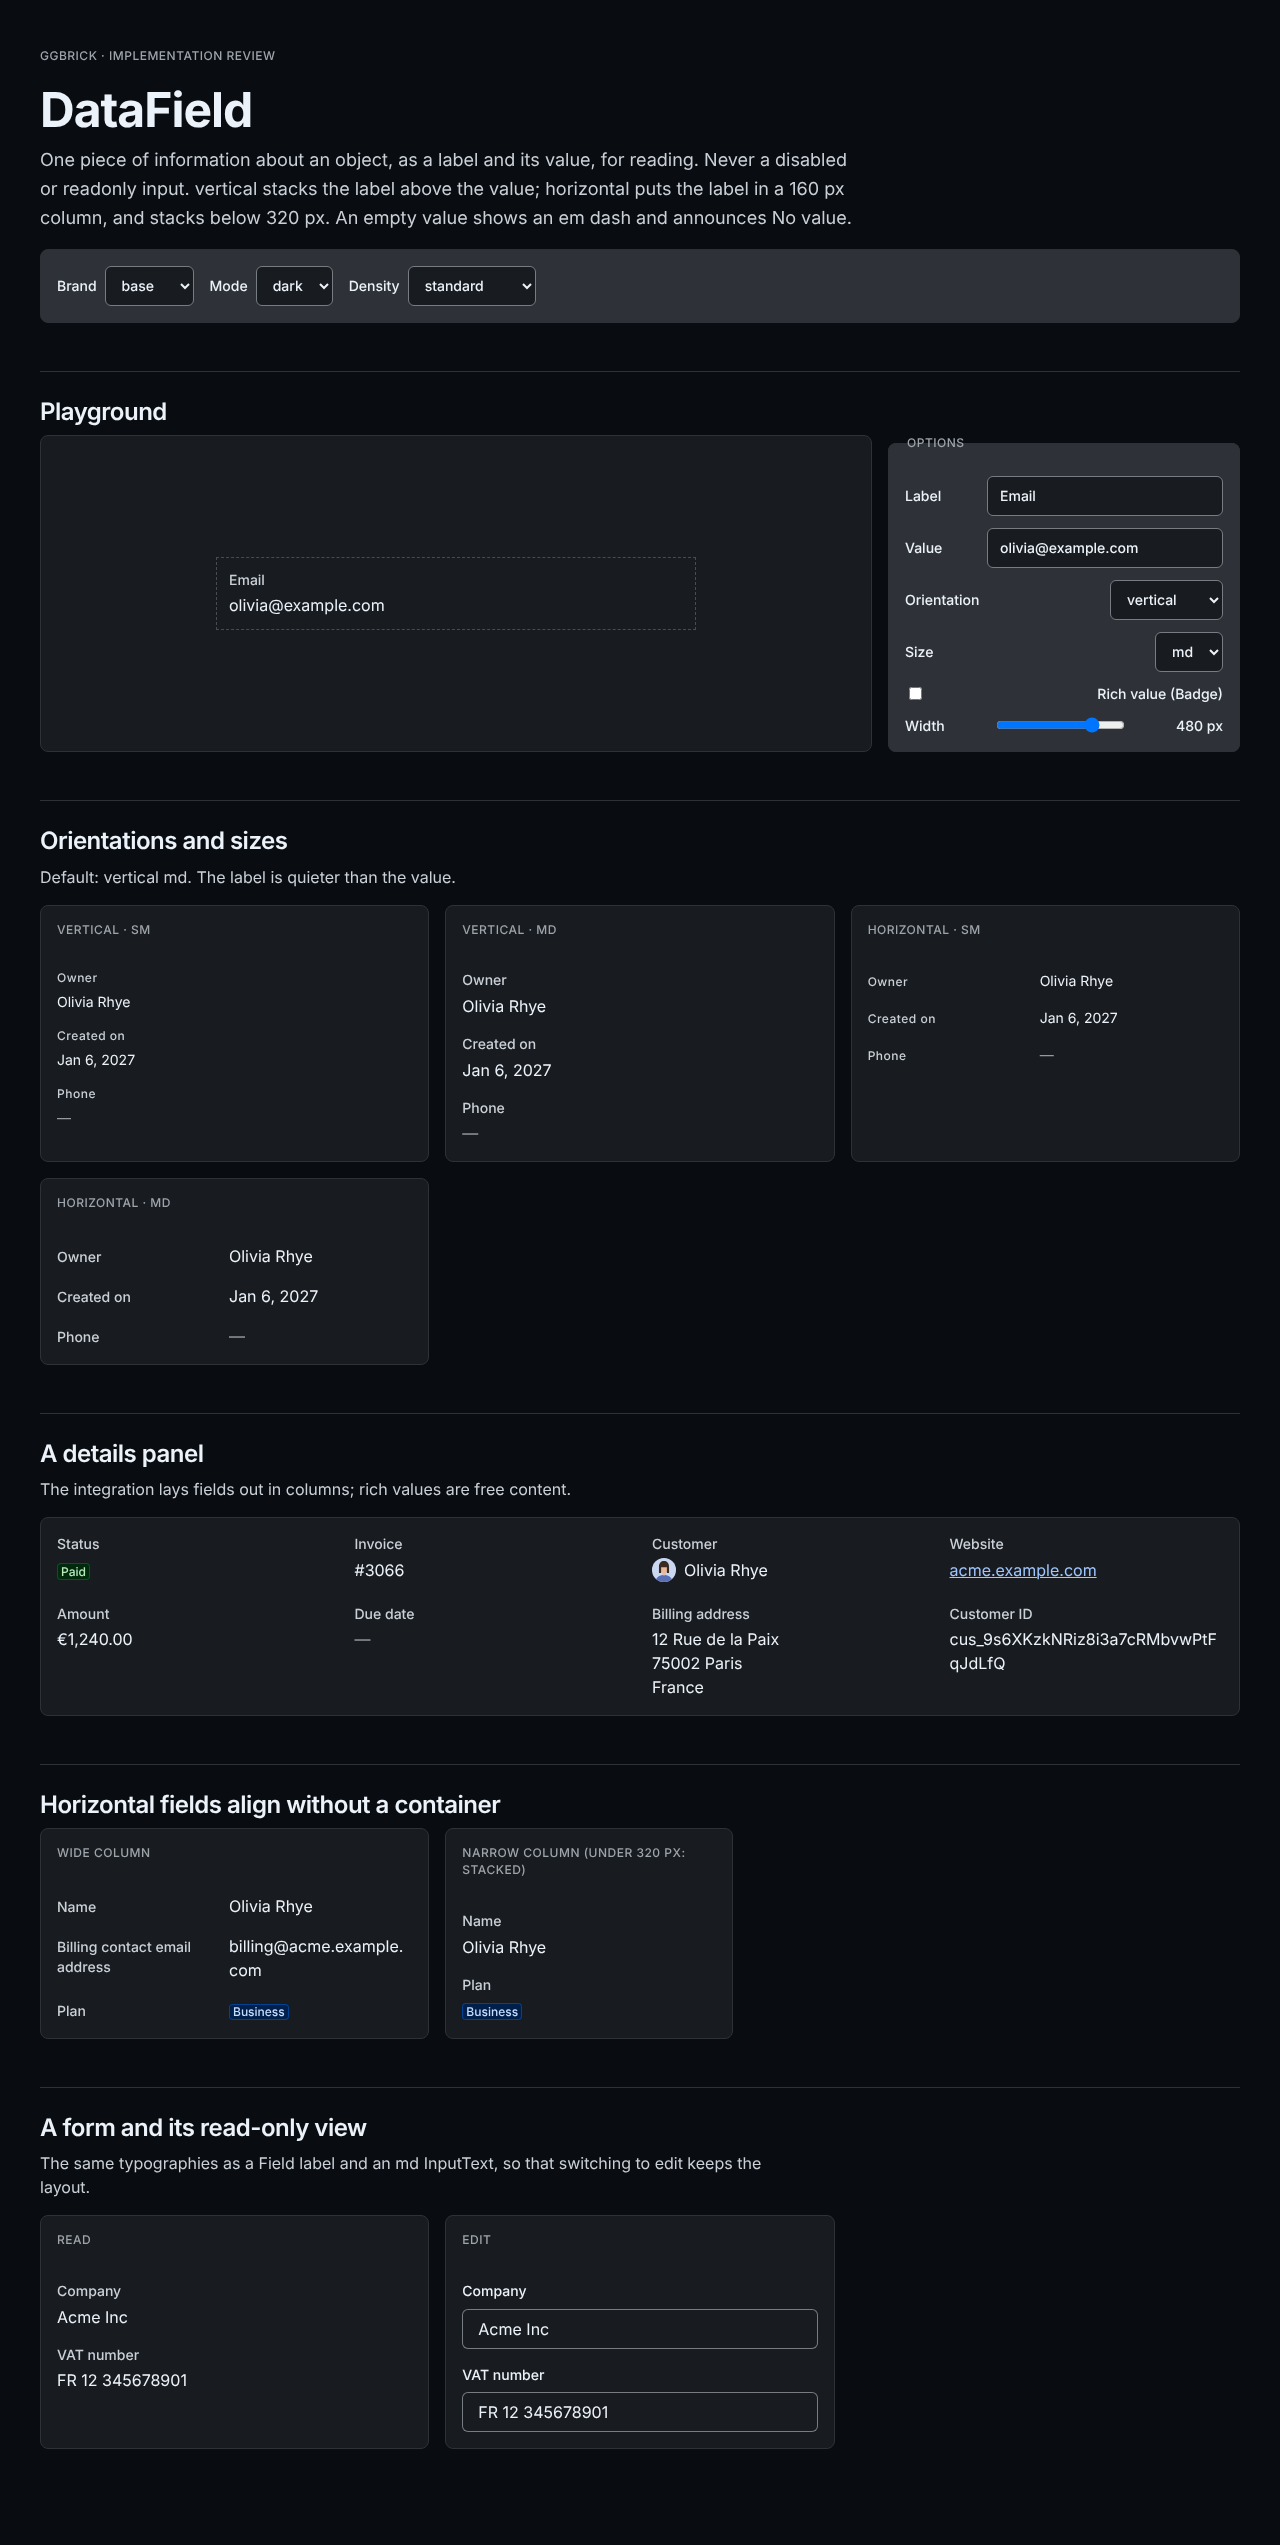 GGBRICK · IMPLEMENTATION REVIEW
DataField
One piece of information about an object, as a label and its value, for reading. Never a disabled
or readonly input. vertical stacks the label above the value; horizontal puts the label in a 160 px
column, and stacks below 320 px. An empty value shows an em dash and announces No value.
Brand base Mode dark Density standard
Playground
Email
olivia@example.com
OPTIONS
Label Email
Value olivia@example.com
Orientation vertical
Size md
Rich value (Badge)
Width 480 px
Orientations and sizes
Default: vertical md. The label is quieter than the value.
VERTICAL · SM
Owner
Olivia Rhye
Created on
Jan 6, 2027
Phone
—
VERTICAL · MD
Owner
Olivia Rhye
Created on
Jan 6, 2027
Phone
—
HORIZONTAL · SM
Owner Olivia Rhye
Created on Jan 6, 2027
Phone —
HORIZONTAL · MD
Owner Olivia Rhye
Created on Jan 6, 2027
Phone —
A details panel
The integration lays fields out in columns; rich values are free content.
Status
Paid
Invoice
#3066
Customer
Olivia Rhye
Website
acme.example.com
Amount
€1,240.00
Due date
—
Billing address
12 Rue de la Paix
75002 Paris
France
Customer ID
cus_9s6XKzkNRiz8i3a7cRMbvwPtF
qJdLfQ
Horizontal fields align without a container
WIDE COLUMN
Name Olivia Rhye
Billing contact email
address
billing@acme.example.
com
Plan Business
NARROW COLUMN (UNDER 320 PX:
STACKED)
Name
Olivia Rhye
Plan
Business
A form and its read-only view
The same typographies as a Field label and an md InputText, so that switching to edit keeps the
layout.
READ
Company
Acme Inc
VAT number
FR 12 345678901
EDIT
Company
Acme Inc
VAT number
FR 12 345678901